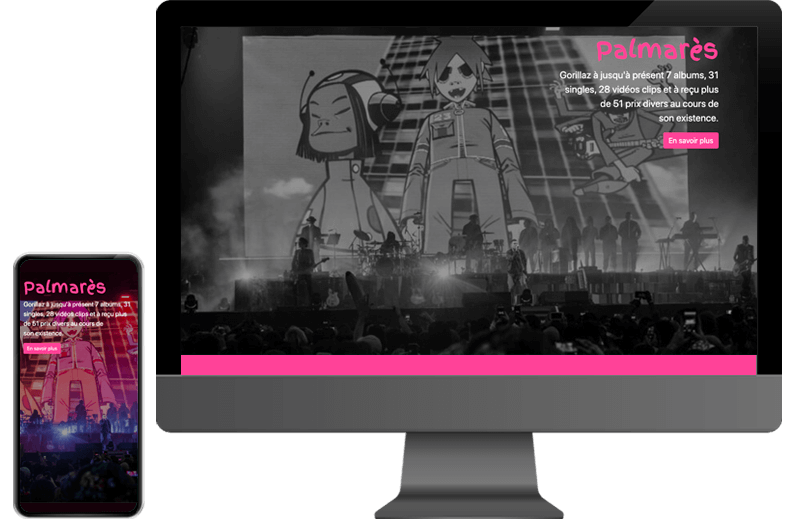 Palmarès
Gorillaz à jusqu'à présent 7 albums, 31
singles, 28 vidéos clips et à reçu plus
de 51 prix divers au cours de
son existence.
En savoir plus
Palmarès
Gorillaz à jusqu'à présent 7 albums, 31
singles, 28 vidéos clips et à reçu plus
de 51 prix divers au cours de
son existence.
En savoir plus